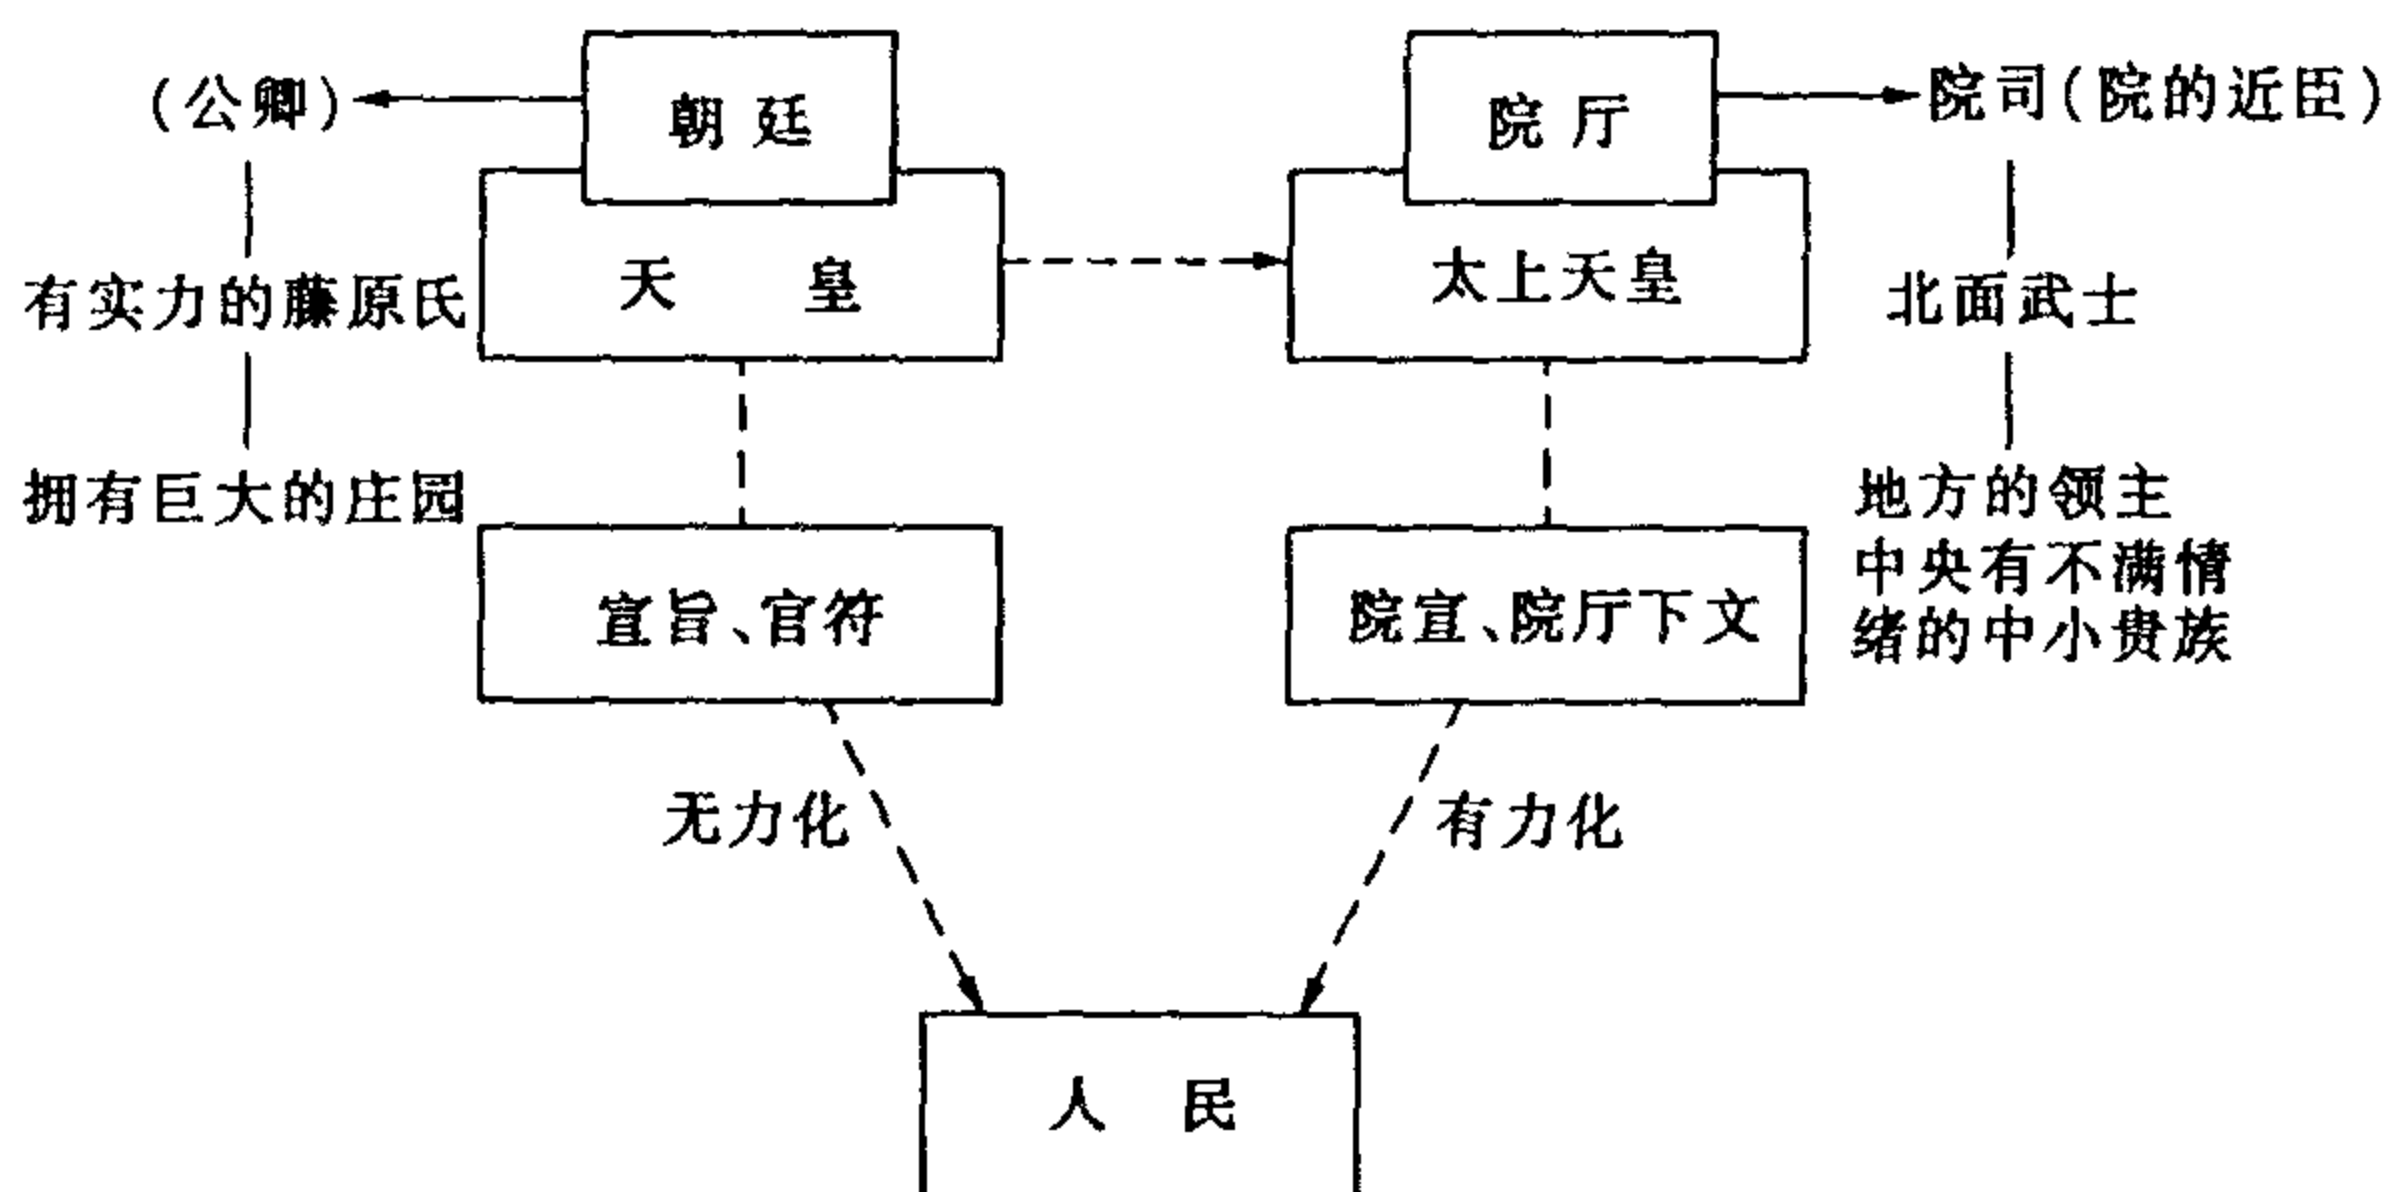 (公卿)
朝廷
院厅
院司(院的近臣)
有实力的藤原氏
天皇
太上天皇
北面武士
拥有巨大的庄园
地方的领主
中央有不满情
绪的中小贵族
宣旨、官符
院宣、院厅下文
无力化
有力化
人民